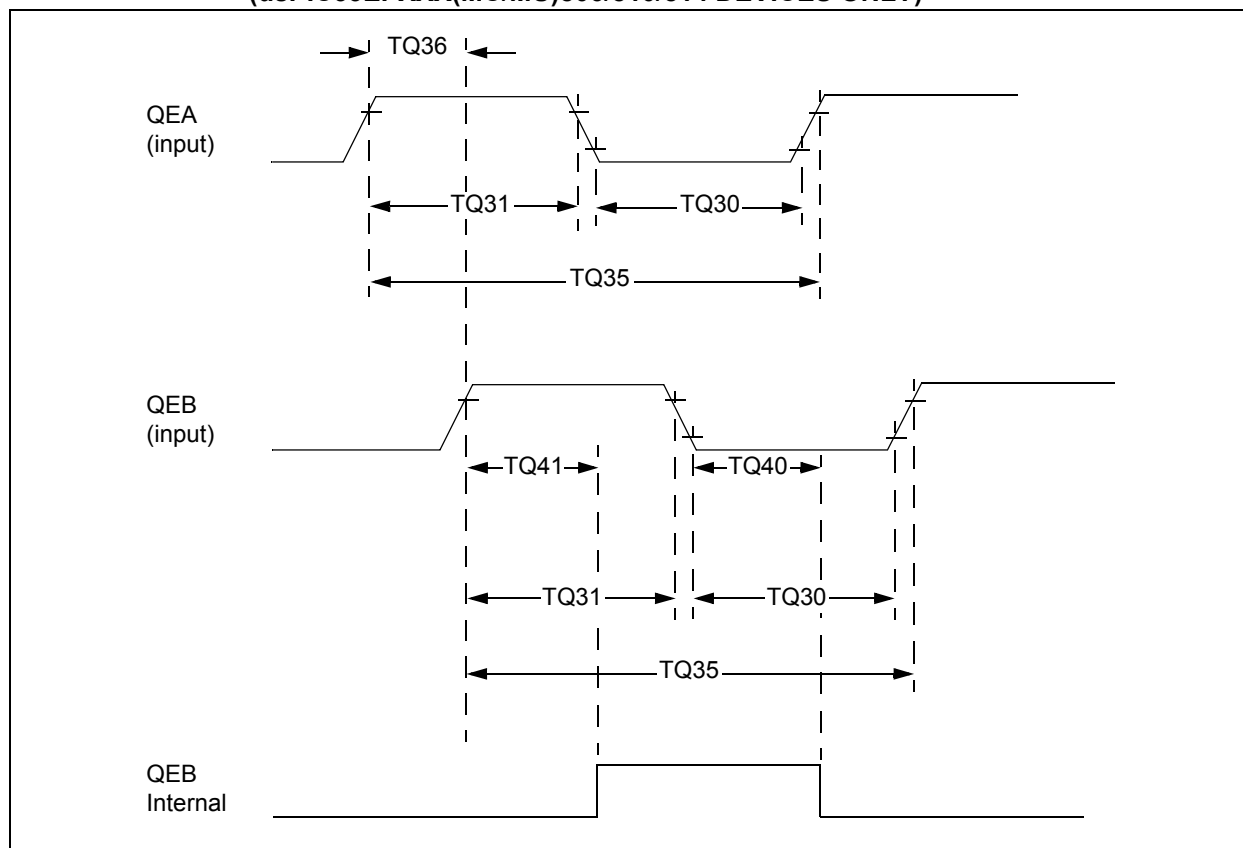 TQ36
QEA
(input)
TQ31
TQ30
TQ35
QEB
(input)
TQ41
TQ40
TQ31
TQ30
TQ35
QEB
Internal